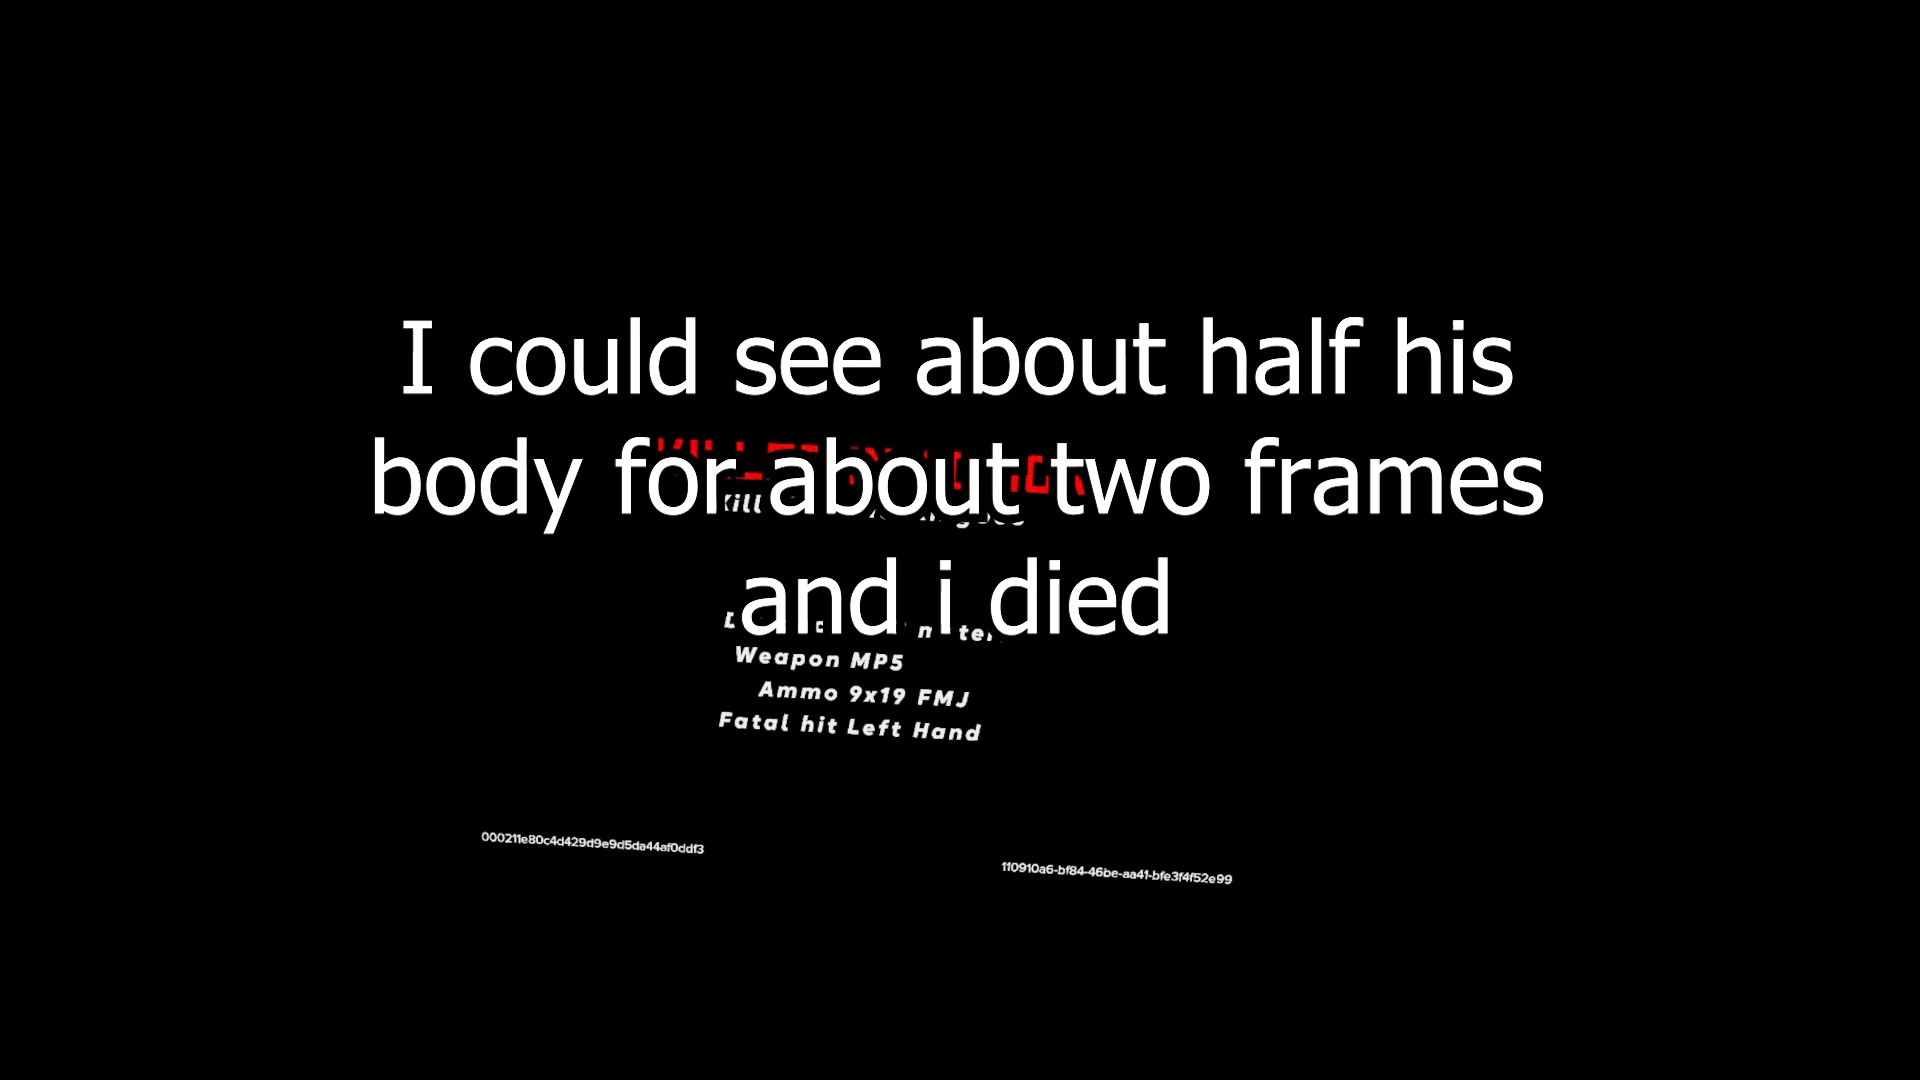 I could see about half his
body for about two frames
and i died
Weapon MP5
Ammo 9x19 FMJ
Fatal hit Left Hand
000211e80c4d429d9e9d5da44af0ddf3
110910a6-bf84-46be-aa41-bfe3f4f52e99